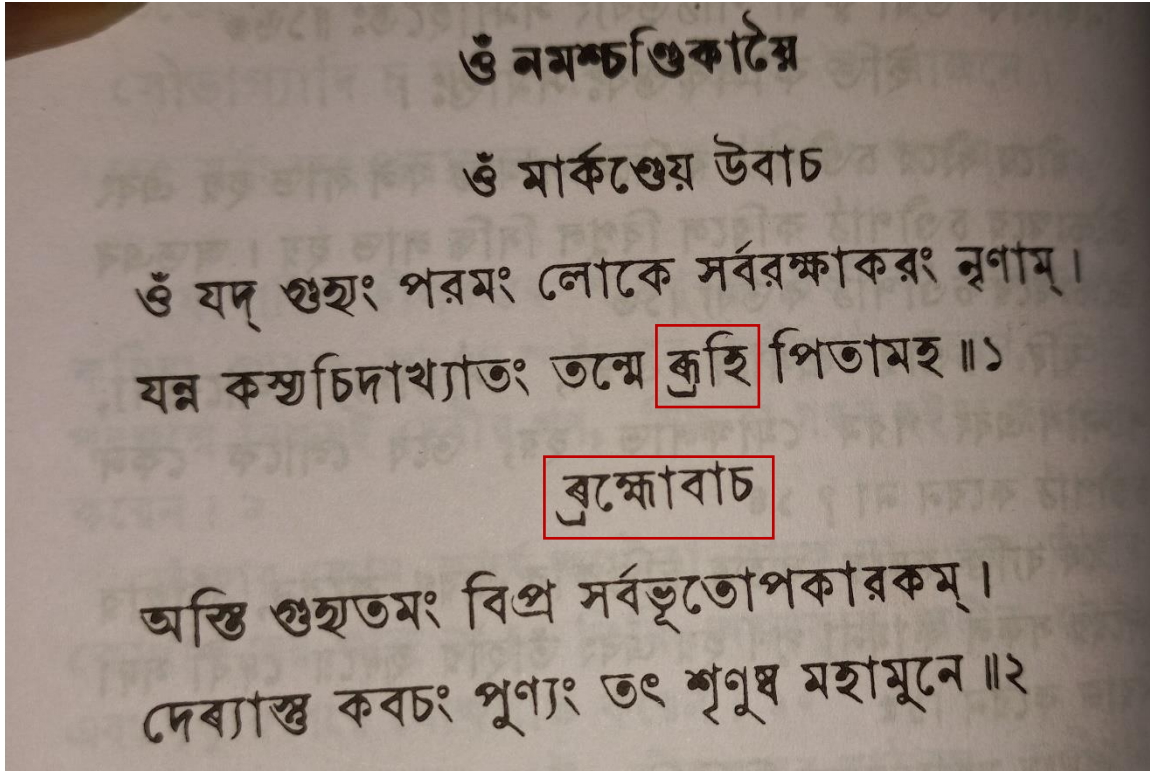 ওঁ নমশ্চণ্ডিকায়ৈ
ওঁ মার্কণ্ডেয় উবাচ
ওঁ যদ্ গুহ্যং পরমং লোকে সর্বরক্ষাকরং নৃণাম্।
যন্ন কস্যচিদাখ্যাতং তন্মে ব্রূহি পিতামহ॥১
ব্রহ্মোবাচ
অস্তি গুহ্যতমং বিপ্র সর্বভূতোপকারকম্।
দেব্যাস্তু কবচং পুণ্যং তৎ শৃণুষ্ব মহামুনে॥২